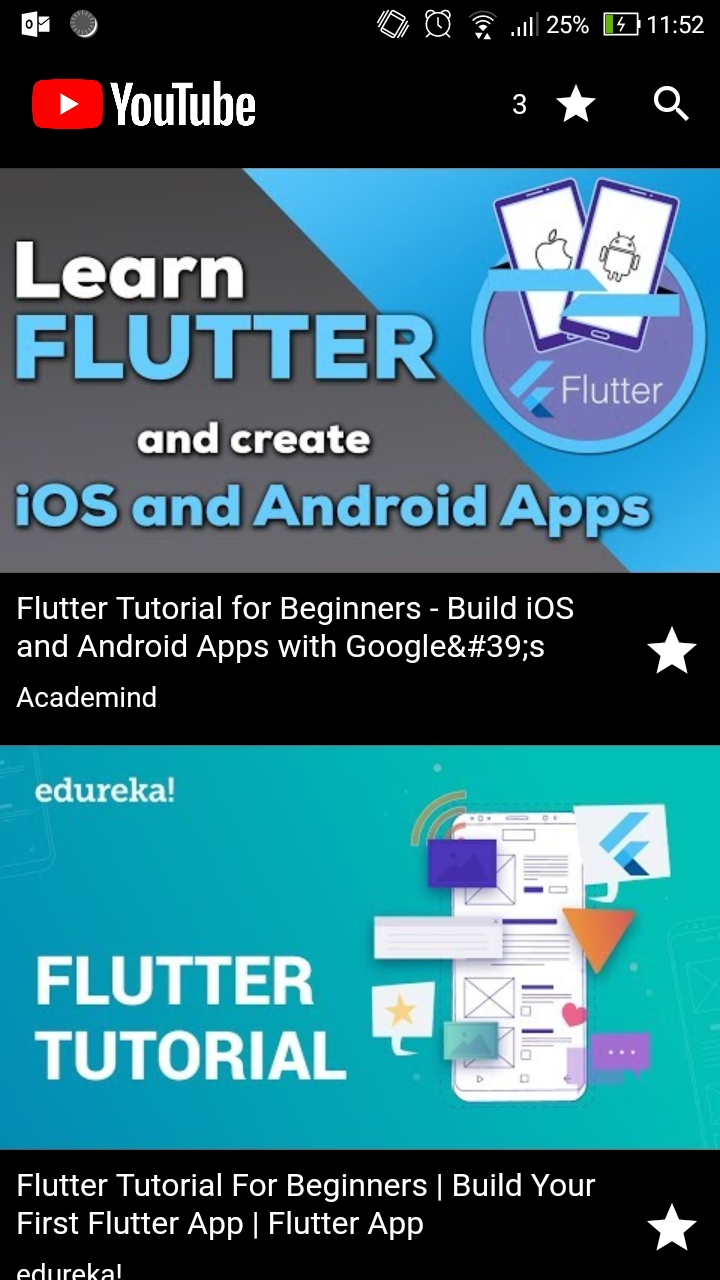 25% 11:52
YouTube 3
Learn
FLUTTER
and create
iOS and Android Apps
Flutter
Flutter Tutorial for Beginners - Build iOS
and Android Apps with Google&#39;s
Academind
edureka!
FLUTTER
TUTORIAL
Flutter Tutorial For Beginners | Build Your
First Flutter App | Flutter App
edureka!